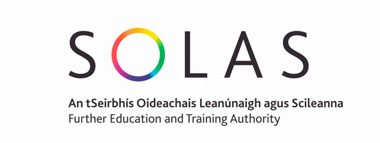 SOLAS
An tSeirbhís Oideachais Leanúnaigh agus Scileanna
Further Education and Training Authority